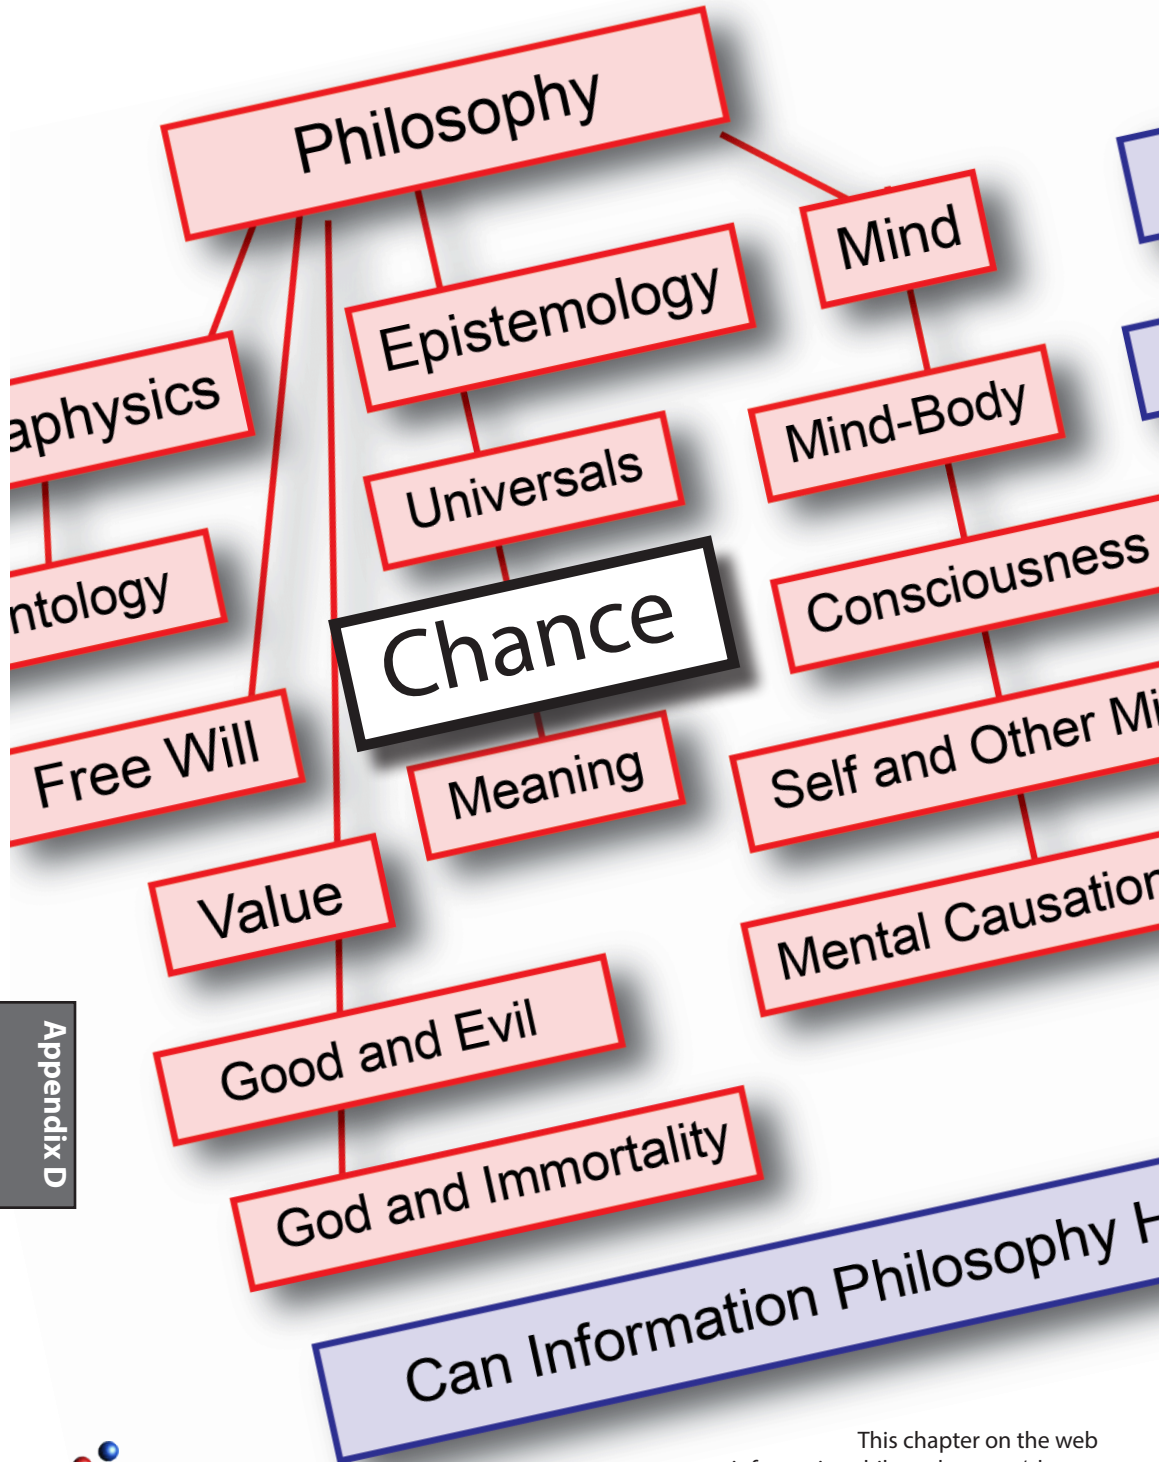 Philosophy
Mind
Epistemology
aphysics
Mind-Body
Universals
Consciousness
ntology
Chance
Self and Other Mi
Free Will
Meaning
Value
Mental Causation
Good and Evil
Appendix D
God and Immortality
Can Information Philosophy H
This chapter on the web